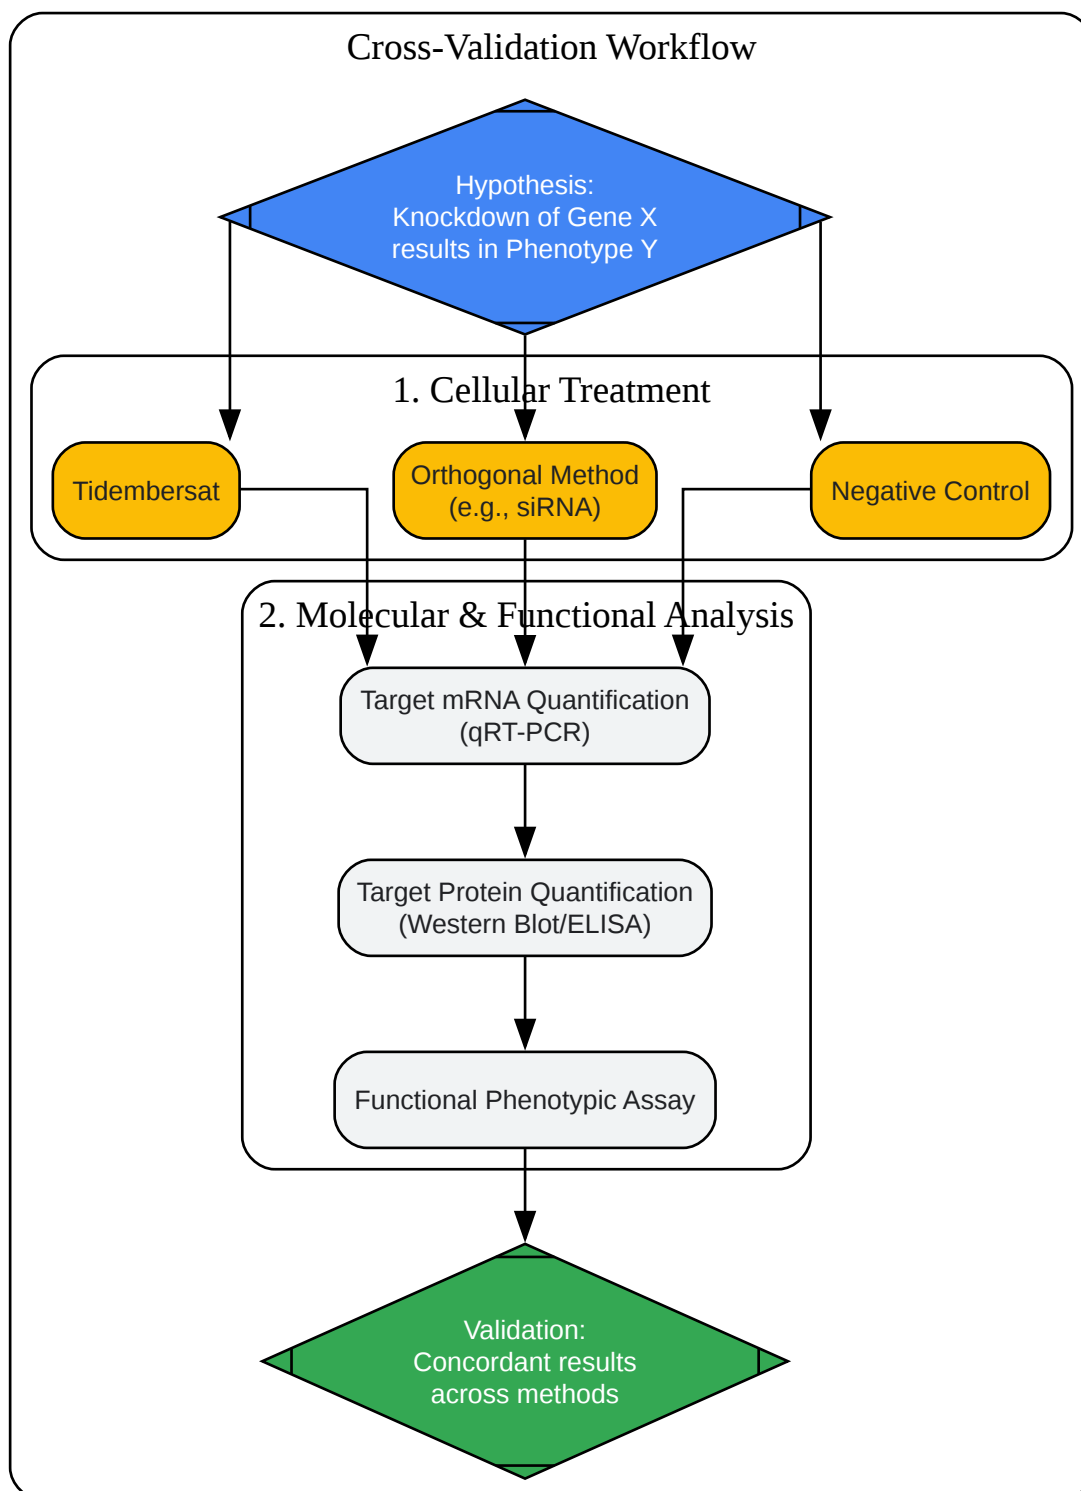 Cross-Validation Workflow
Hypothesis:
Knockdown of Gene X
results in Phenotype Y
1. Cellular Treatment
Tidembersat
Orthogonal Method
(e.g., siRNA)
Negative Control
2. Molecular & Functional Analysis
Target mRNA Quantification
(qRT-PCR)
Target Protein Quantification
(Western Blot/ELISA)
Functional Phenotypic Assay
Validation:
Concordant results
across methods